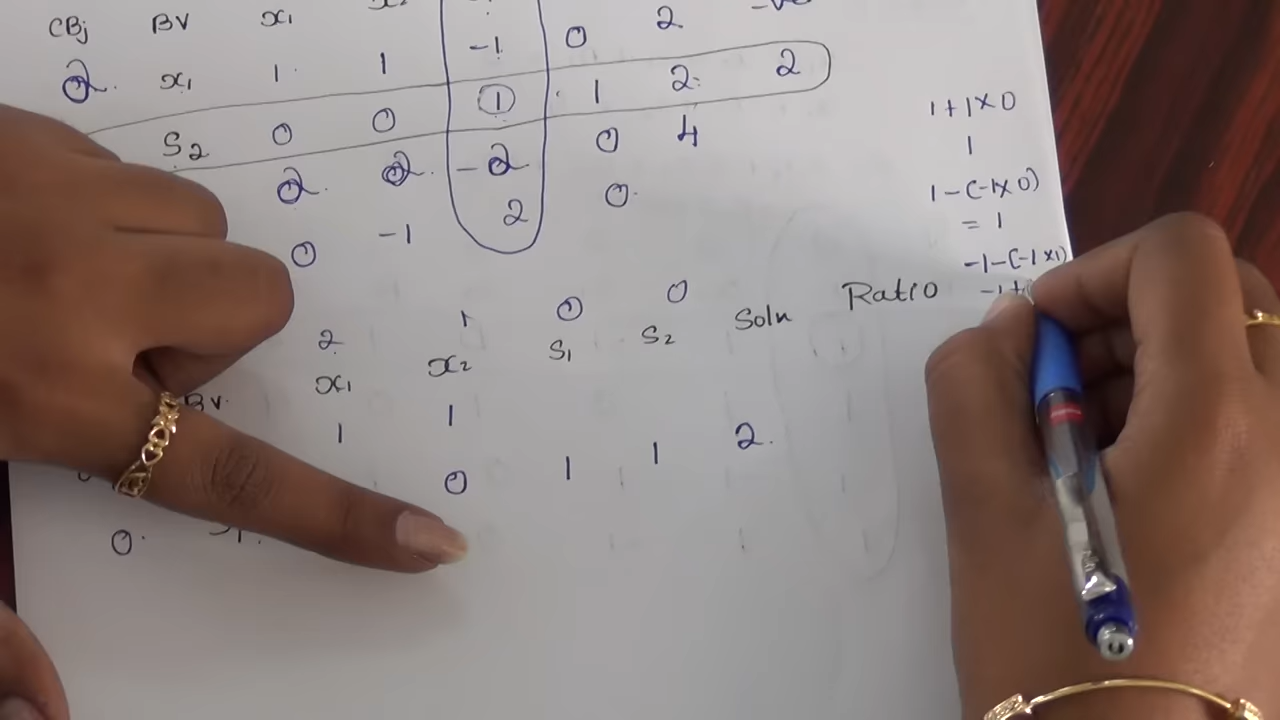 CBj BV x₁
2. x₁ 1 1 -1 0 2 -ve
S₂ 0 0 1 1 2 2
2 2 -2 0 4
0 -1 2 0
1+1×0
1
1-(-1×0)
= 1
-1-(-1×1)
-1+
2 1 0 0
BV x₁ x₂ S₁ S₂ Soln Ratio
1 1
0 1 1 2
0